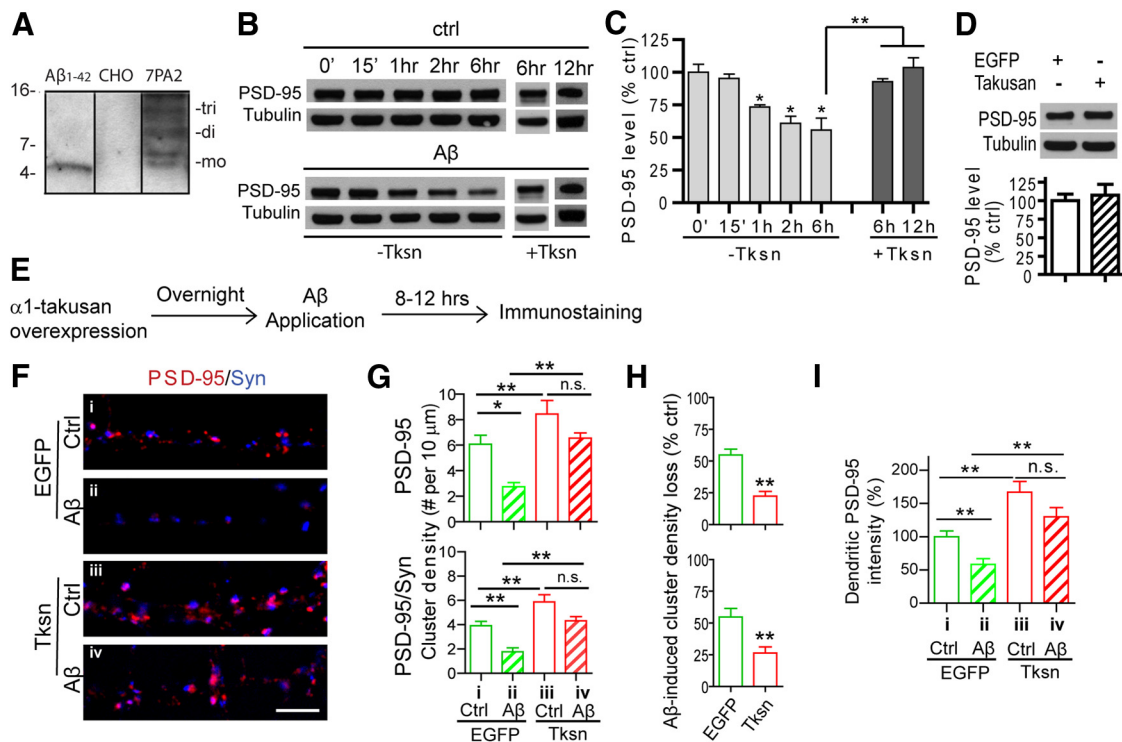 A
Aβ1-42 CHO 7PA2
16-
7-
4-
-tri
-di
-mo
B
ctrl
0' 15' 1hr 2hr 6hr 6hr 12hr
PSD-95
Tubulin
Aβ
PSD-95
Tubulin
-Tksn +Tksn
C
**
PSD-95 level (% ctrl)
125
100
75
50
25
0
* * *
0' 15' 1h 2h 6h 6h 12h
-Tksn +Tksn
D
EGFP + -
Takusan - +
PSD-95
Tubulin
PSD-95 level
(% ctrl)
125
100
75
50
25
0
E
α1-takusan
overexpression
Overnight
Aβ
Application
8-12 hrs
Immunostaining
F
PSD-95/Syn
EGFP
Ctrl
i
Aβ
ii
Tksn
Ctrl
iii
Aβ
iv
G
PSD-95
PSD-95/Syn
Cluster density (# per 10 μm)
**
** n.s.
*
10
8
6
4
2
0
**
** n.s.
**
10
8
6
4
2
0
i ii iii iv
Ctrl Aβ Ctrl Aβ
EGFP Tksn
H
Aβ-induced cluster density loss (% ctrl)
100
75
50
25
0
**
100
75
50
25
0
**
EGFP
Tksn
I
Dendritic PSD-95
intensity (%)
**
** n.s.
**
200
150
100
50
0
i ii iii iv
Ctrl Aβ Ctrl Aβ
EGFP Tksn